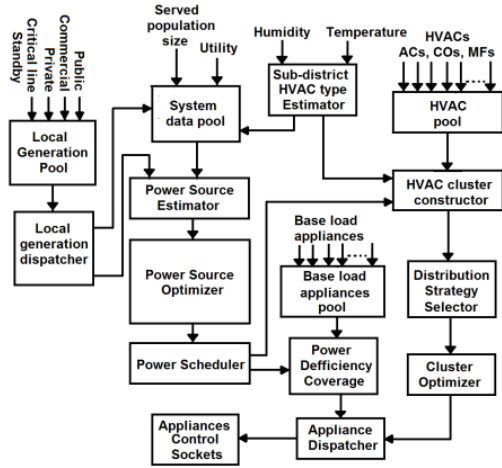 Served population
size
Utility
Humidity
Temperature
HVACs
ACs, COs, MFs
Standby
Critical line
Private
Commercial
Public
Local
Generation
Pool
System
data pool
Sub-district
HVAC type
Estimator
HVAC
pool
Local
generation
dispatcher
Power Source
Estimator
HVAC cluster
constructor
Base load
appliances
Power Source
Optimizer
Base load
appliances
pool
Distribution
Strategy
Selector
Power Scheduler
Power
Defficiency
Coverage
Cluster
Optimizer
Appliances
Control
Sockets
Appliance
Dispatcher